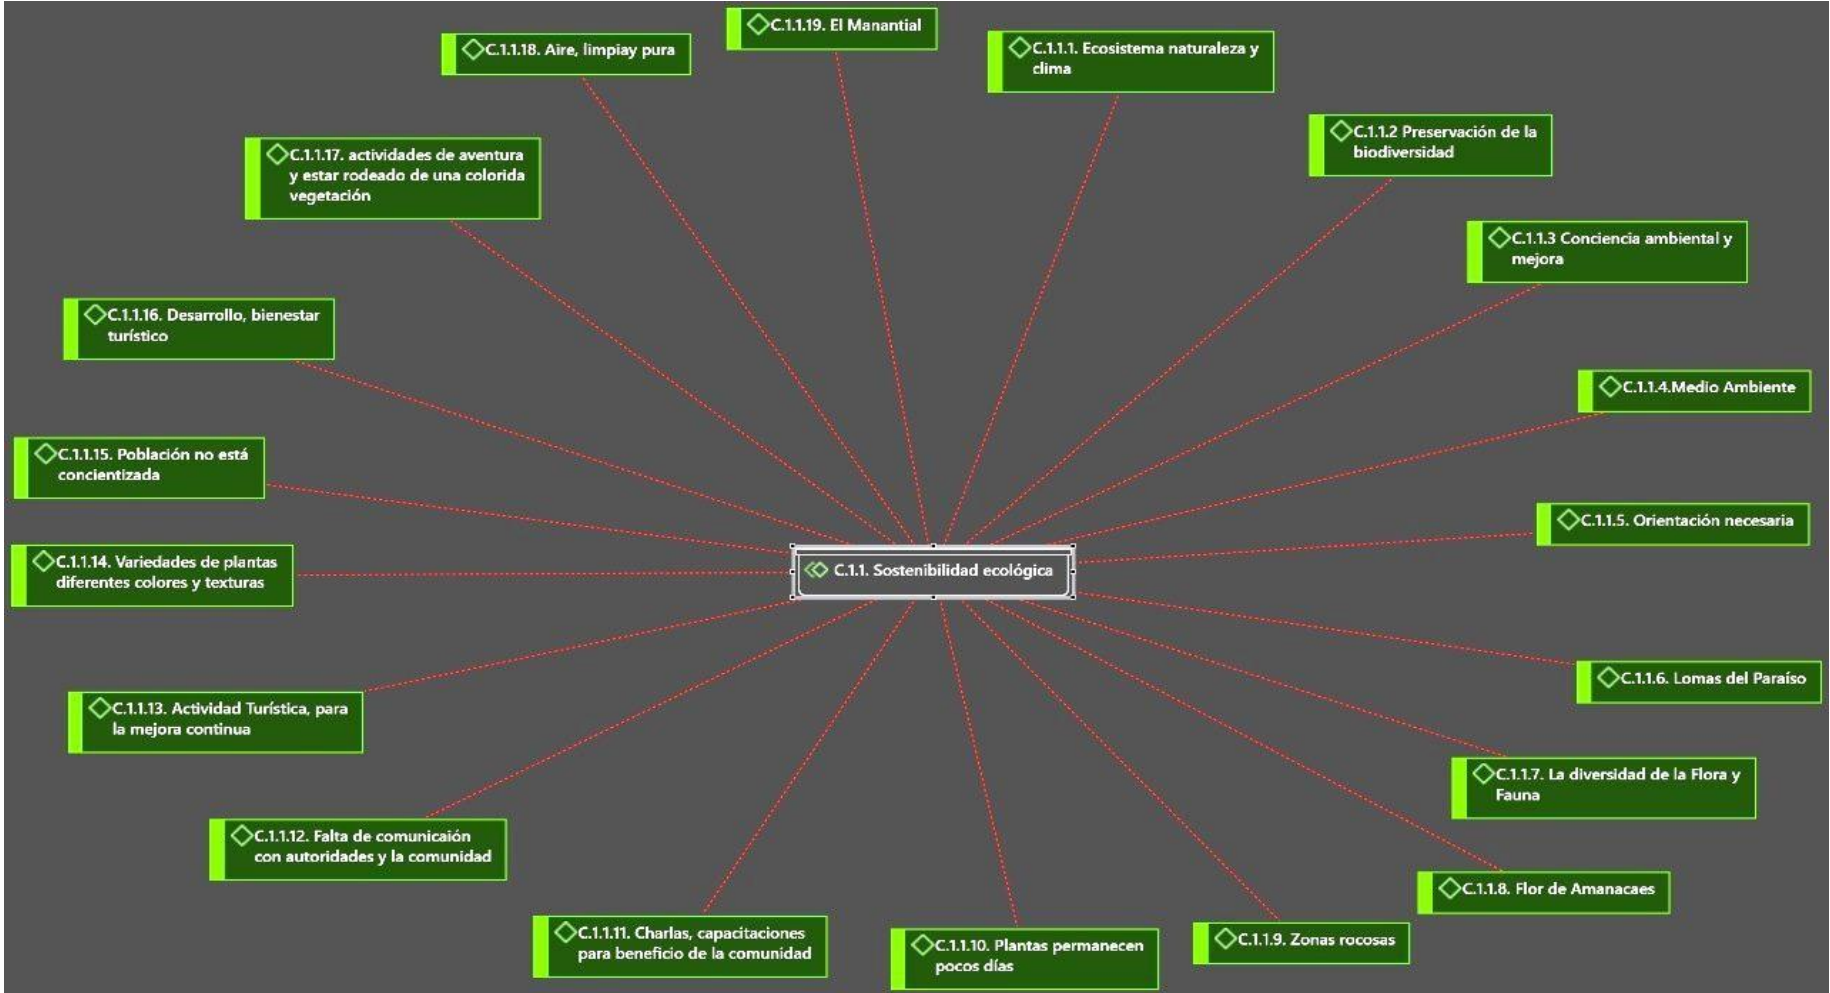 C.1.1.19. El Manantial
C.1.1.18. Aire, limpiay pura
C.1.1.1. Ecosistema naturaleza y
clima
C.1.1.2 Preservación de la
biodiversidad
C.1.1.17. actividades de aventura
y estar rodeado de una colorida
vegetación
C.1.1.3 Conciencia ambiental y
mejora
C.1.1.16. Desarrollo, bienestar
turístico
C.1.1.4.Medio Ambiente
C.1.1.15. Población no está
concientizada
C.1.1.5. Orientación necesaria
C.1.1.14. Variedades de plantas
diferentes colores y texturas
C.1.1. Sostenibilidad ecológica
C.1.1.6. Lomas del Paraíso
C.1.1.13. Actividad Turística, para
la mejora continua
C.1.1.7. La diversidad de la Flora y
Fauna
C.1.1.12. Falta de comunicaión
con autoridades y la comunidad
C.1.1.8. Flor de Amanacaes
C.1.1.11. Charlas, capacitaciones
para beneficio de la comunidad
C.1.1.10. Plantas permanecen
pocos días
C.1.1.9. Zonas rocosas